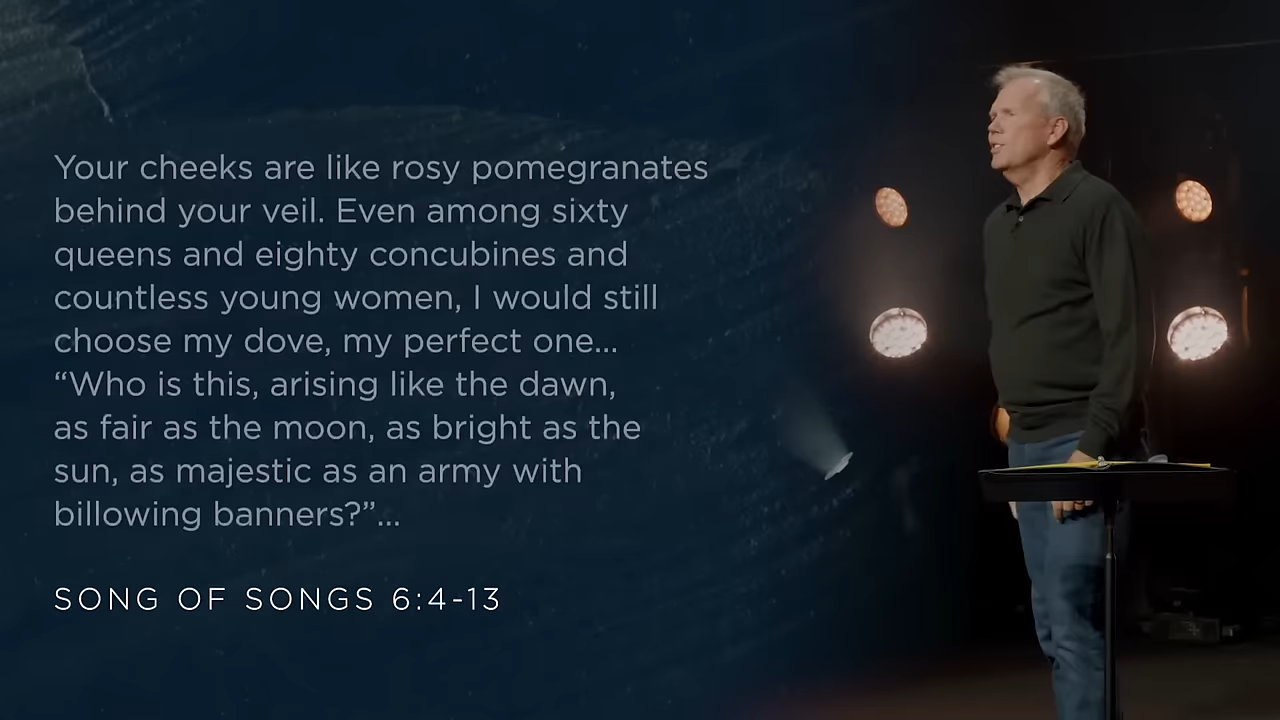 Your cheeks are like rosy pomegranates
behind your veil. Even among sixty
queens and eighty concubines and
countless young women, I would still
choose my dove, my perfect one...
“Who is this, arising like the dawn,
as fair as the moon, as bright as the
sun, as majestic as an army with
billowing banners?”...
SONG OF SONGS 6:4-13